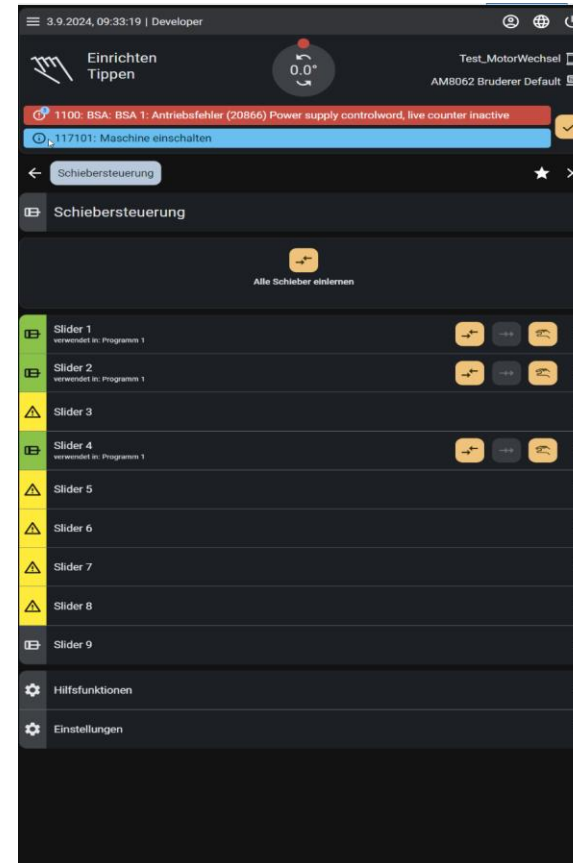 3.9.2024, 09:33:19 | Developer
Einrichten
Tippen
0.0°
Test_MotorWechsel
AM8062 Bruderer Default
1100: BSA: BSA 1: Antriebsfehler (20866) Power supply controlword, live counter inactive
117101: Maschine einschalten
Schiebersteuerung
Schiebersteuerung
Alle Schieber einlernen
Slider 1
verwendet in: Programm 1
Slider 2
verwendet in: Programm 1
Slider 3
Slider 4
verwendet in: Programm 1
Slider 5
Slider 6
Slider 7
Slider 8
Slider 9
Hilfsfunktionen
Einstellungen